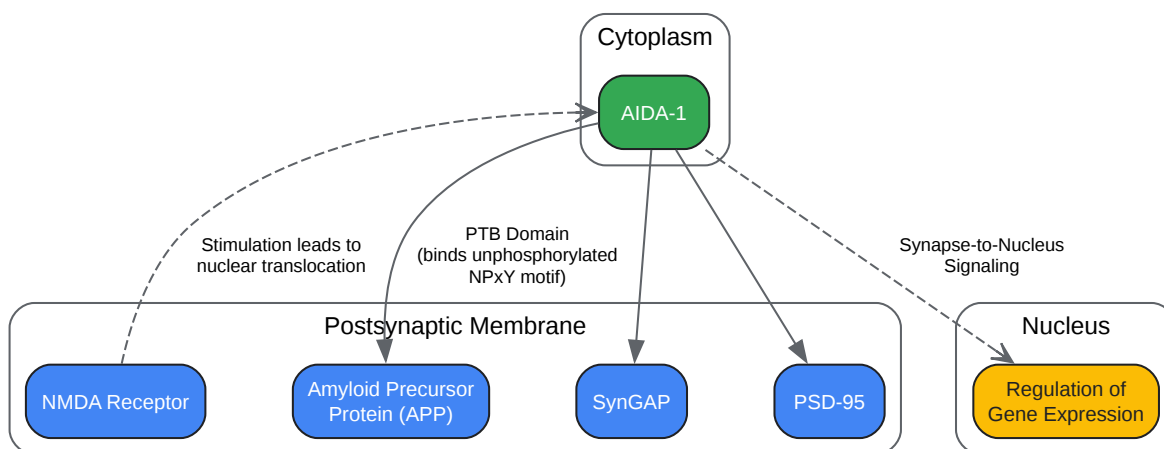 Cytoplasm
AIDA-1
Stimulation leads to
nuclear translocation
PTB Domain
(binds unphosphorylated
NPxY motif)
Synapse-to-Nucleus
Signaling
Postsynaptic Membrane
Nucleus
NMDA Receptor
Amyloid Precursor
Protein (APP)
SynGAP
PSD-95
Regulation of
Gene Expression